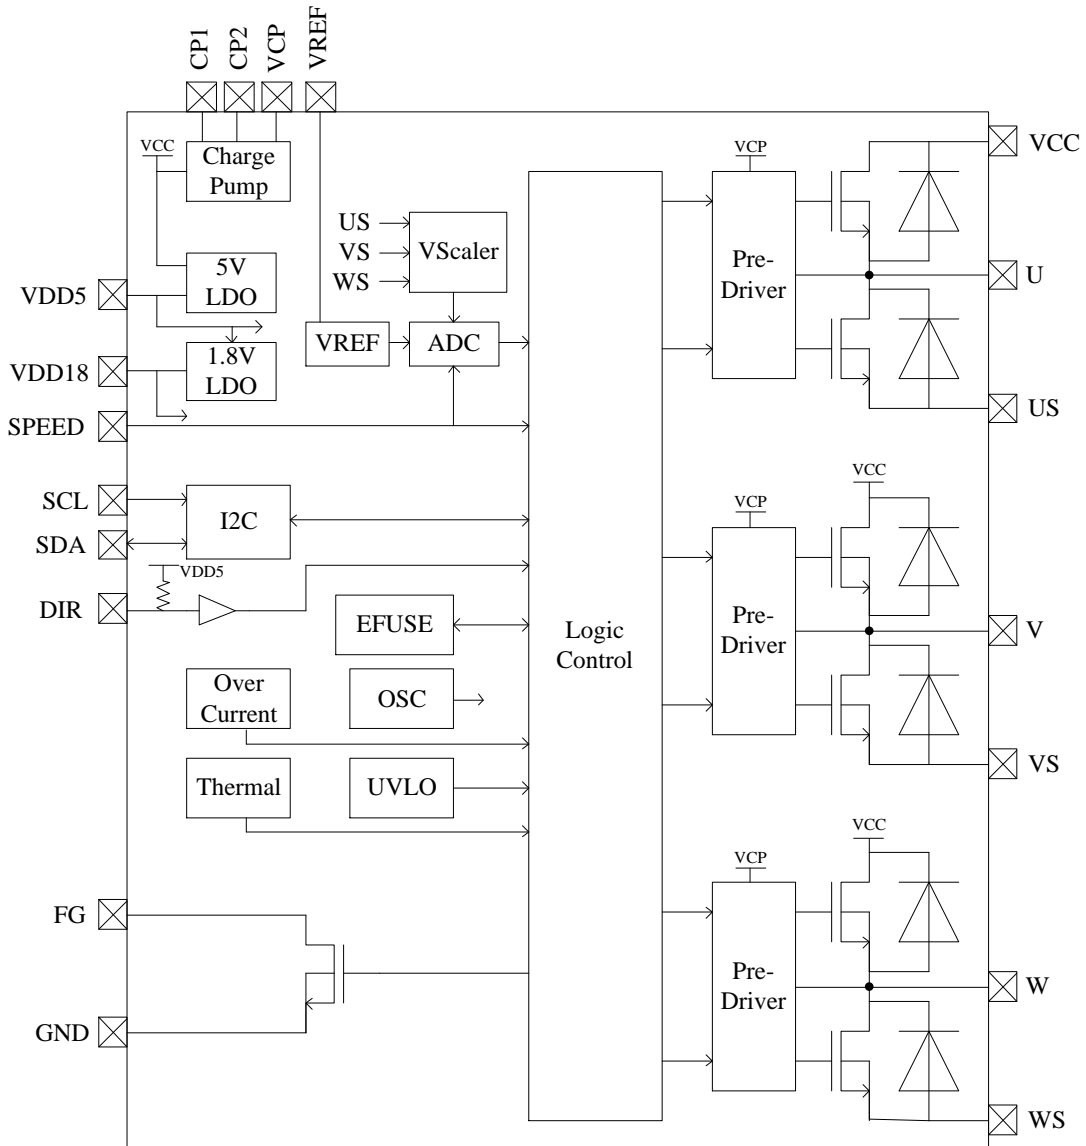 CP1
CP2
VCP
VREF
VCC
Charge
Pump
VCP
VCC
US
VS
WS
VScaler
Pre-
Driver
5V
LDO
VDD5
U
VREF
ADC
1.8V
LDO
VDD18
SPEED
US
SCL
SDA
I2C
VCC
VCP
VDD5
DIR
EFUSE
Logic
Control
Pre-
Driver
V
Over
Current
OSC
Thermal
UVLO
VS
VCC
VCP
FG
GND
Pre-
Driver
W
WS